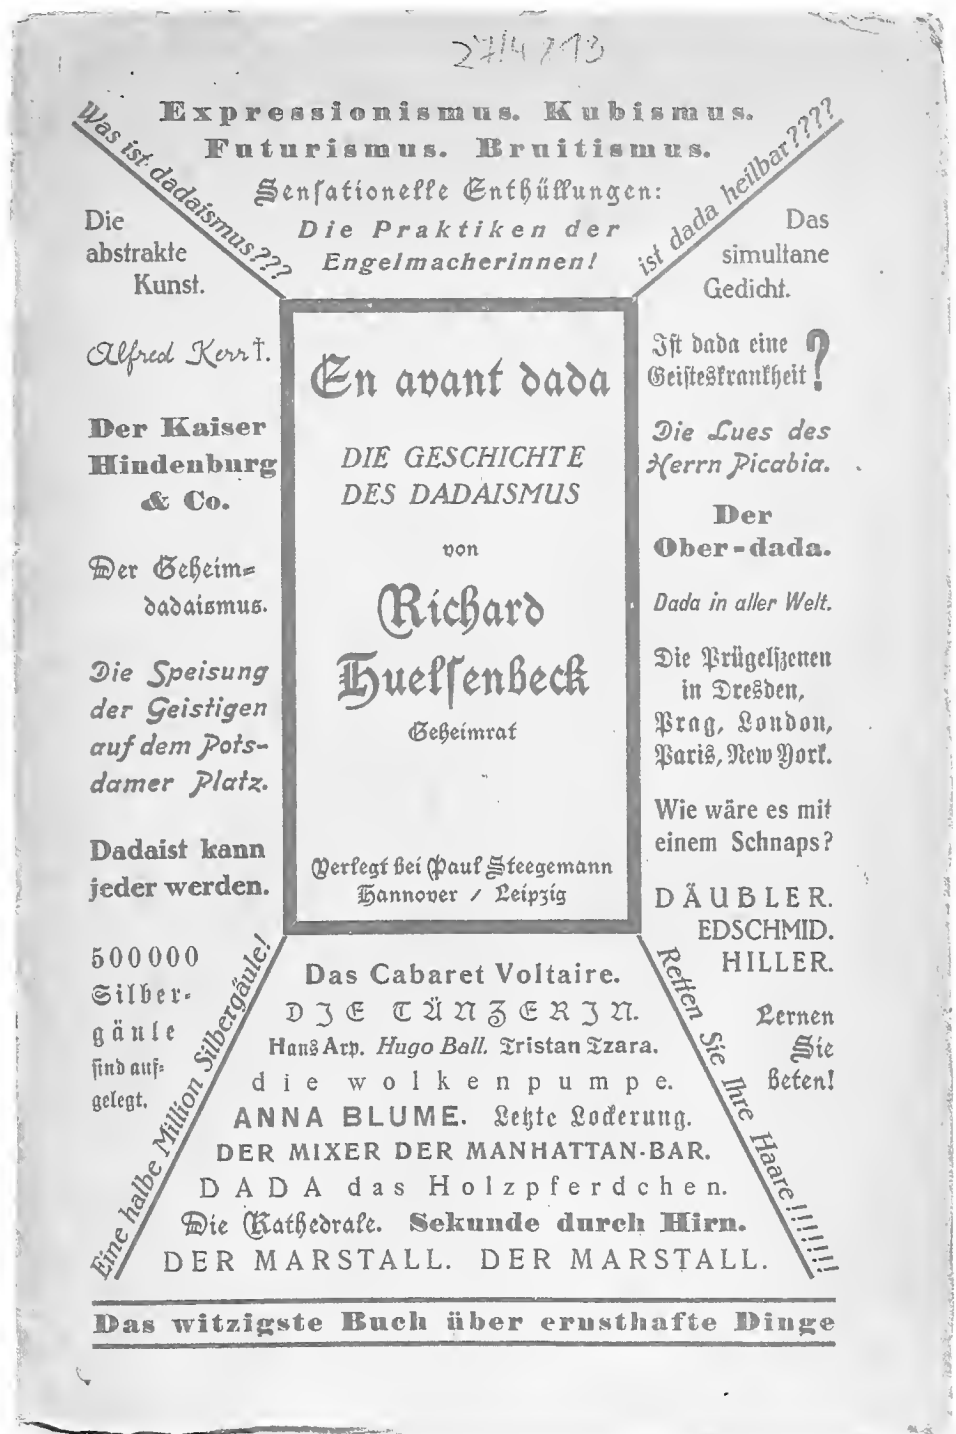 27/4813
Expressionismus. Kubismus.
Futurismus. Bruitismus.
Sensationelle Enthüllungen:
Die Praktiken der
Engelmacherinnen!
Was ist dadaismus???
ist dada heilbar????
Die
abstrakte
Kunst.
Alfred Kerr †.
Der Kaiser
Hindenburg
& Co.
Der Geheim=
dadaismus.
Die Speisung
der Geistigen
auf dem Pots-
damer Platz.
Dadaist kann
jeder werden.
500000
Silber-
gäule
sind auf=
gelegt.
En avant dada
DIE GESCHICHTE
DES DADAISMUS
von
Richard
Huelsenbeck
Geheimrat
Verlegt bei Paul Steegemann
Hannover / Leipzig
Das
simultane
Gedicht.
Ist dada eine
Geisteskrankheit?
Die Lues des
Herrn Picabia.
Der
Ober-dada.
Dada in aller Welt.
Die Prügelszenen
in Dresden,
Prag, London,
Paris, New York.
Wie wäre es mit
einem Schnaps?
DÄUBLER.
EDSCHMID.
HILLER.
Lernen
Sie
beten!
Eine halbe Million Silbergäule!
Retten Sie Ihre Haare!!!!!!!
Das Cabaret Voltaire.
DIE TÄNZERIN.
Hans Arp. Hugo Ball. Tristan Tzara.
die wolkenpumpe.
ANNA BLUME. Letzte Lockerung.
DER MIXER DER MANHATTAN-BAR.
DADA das Holzpferdchen.
Die Kathedrale. Sekunde durch Hirn.
DER MARSTALL. DER MARSTALL.
Das witzigste Buch über ernsthafte Dinge